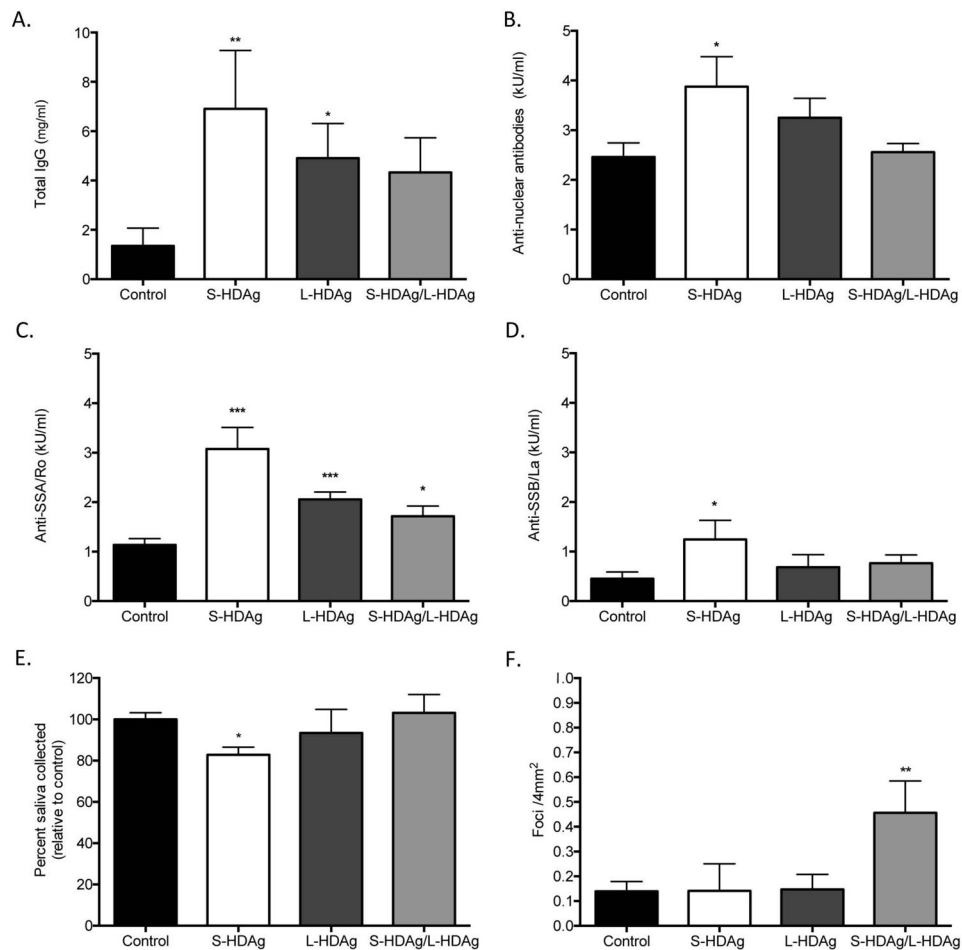 A.
Total IgG (mg/ml)
10
8
6
4
2
0
**
*
Control
S-HDAg
L-HDAg
S-HDAg/L-HDAg
B.
Anti-nuclear antibodies (kU/ml)
5
4
3
2
1
0
*
Control
S-HDAg
L-HDAg
S-HDAg/L-HDAg
C.
Anti-SSA/Ro (kU/ml)
5
4
3
2
1
0
***
***
*
Control
S-HDAg
L-HDAg
S-HDAg/L-HDAg
D.
Anti-SSB/La (kU/ml)
5
4
3
2
1
0
*
Control
S-HDAg
L-HDAg
S-HDAg/L-HDAg
E.
Percent saliva collected
(relative to control)
120
100
80
60
40
20
0
*
Control
S-HDAg
L-HDAg
S-HDAg/L-HDAg
F.
Foci /4mm²
1.0
0.9
0.8
0.7
0.6
0.5
0.4
0.3
0.2
0.1
0.0
**
Control
S-HDAg
L-HDAg
S-HDAg/L-HDAg